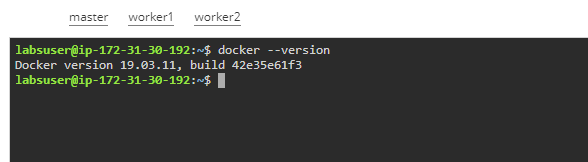 master worker1 worker2
labsuser@ip-172-31-30-192:~$ docker --version
Docker version 19.03.11, build 42e35e61f3
labsuser@ip-172-31-30-192:~$